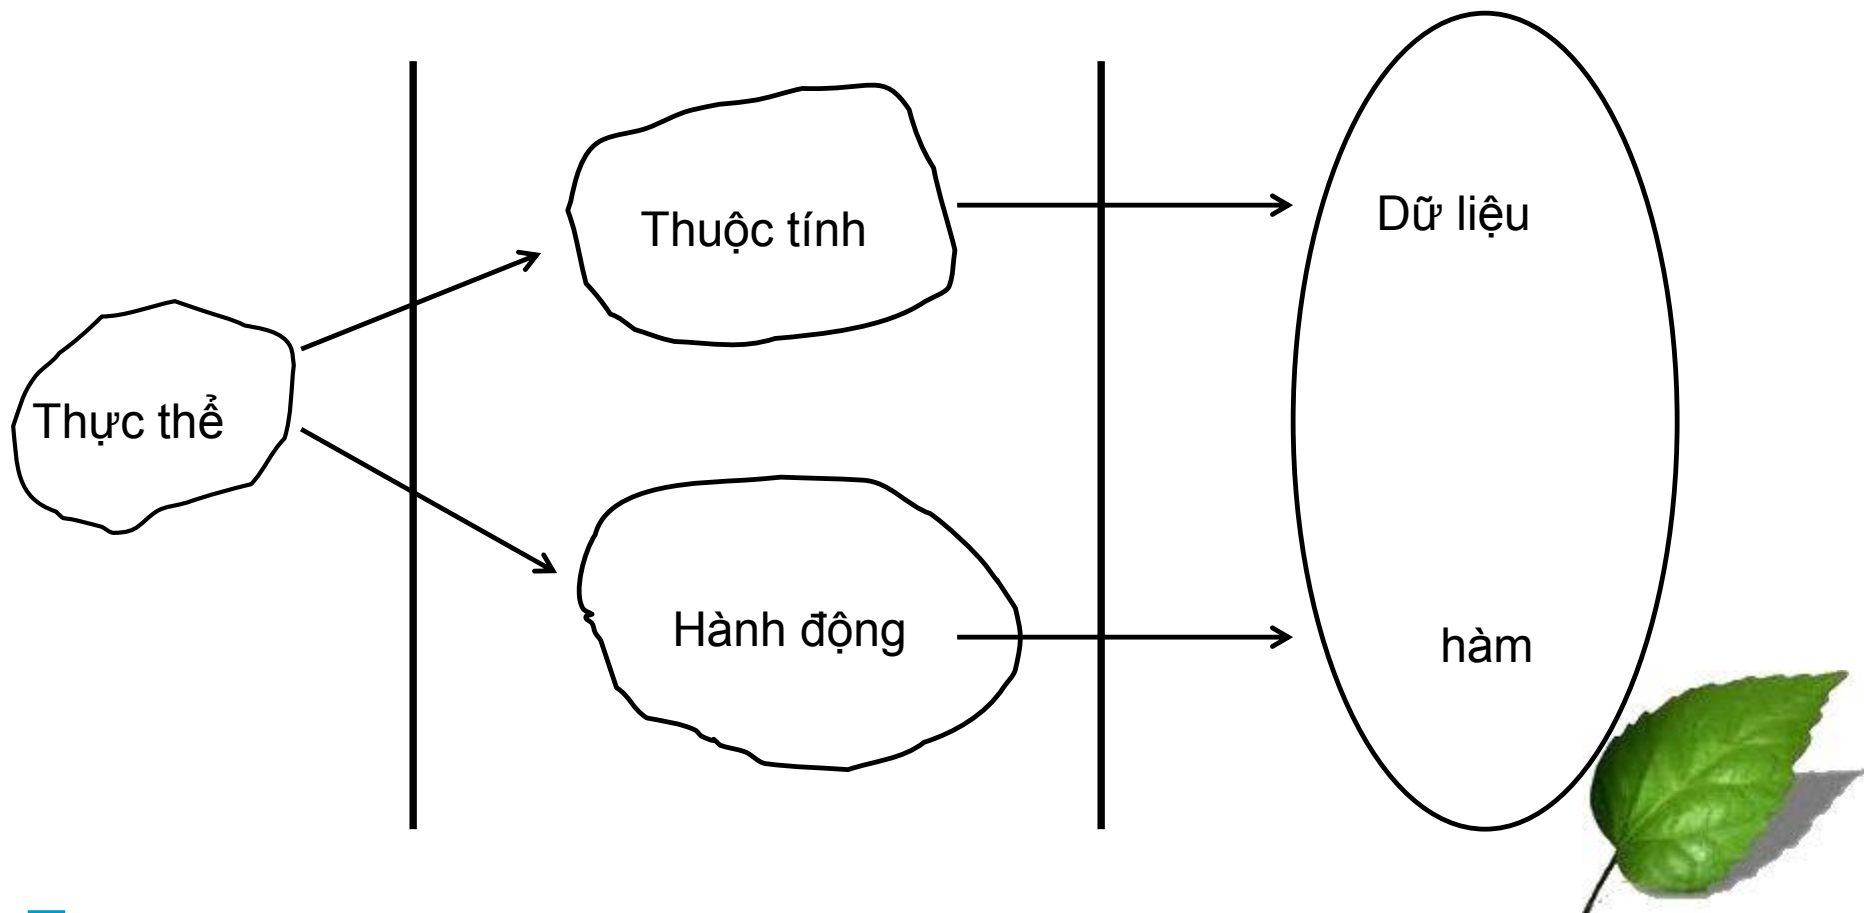 Thực thể
Thuộc tính
Hành động
Dữ liệu
hàm